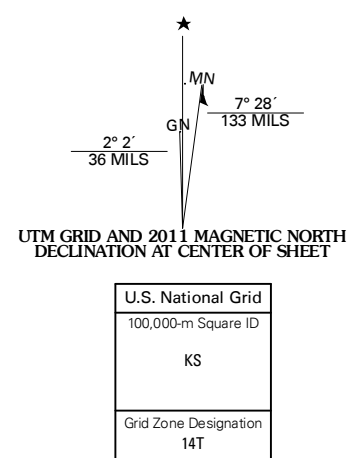 MN
7° 28´
133 MILS
GN
2° 2´
36 MILS
UTM GRID AND 2011 MAGNETIC NORTH
DECLINATION AT CENTER OF SHEET
U.S. National Grid
100,000-m Square ID
KS
Grid Zone Designation
14T